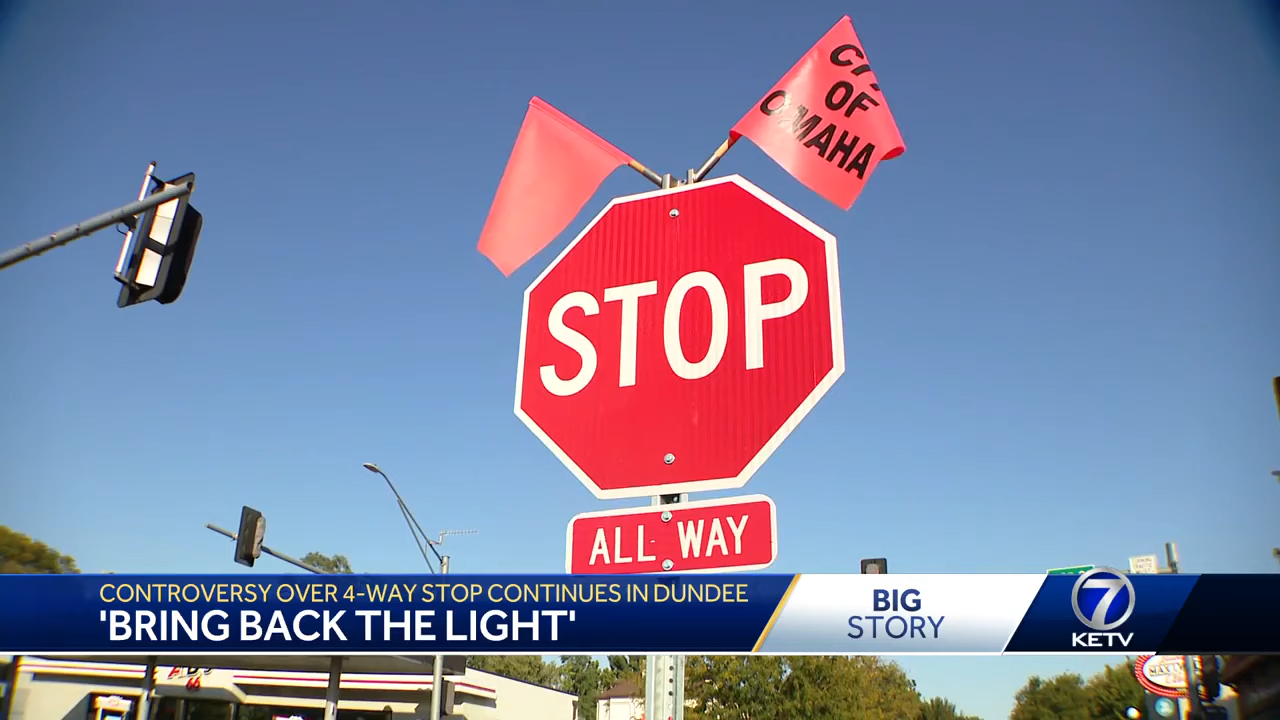 OF
OMAHA
STOP
ALL WAY
CONTROVERSY OVER 4-WAY STOP CONTINUES IN DUNDEE
'BRING BACK THE LIGHT'
BIG
STORY
7
KETV
66